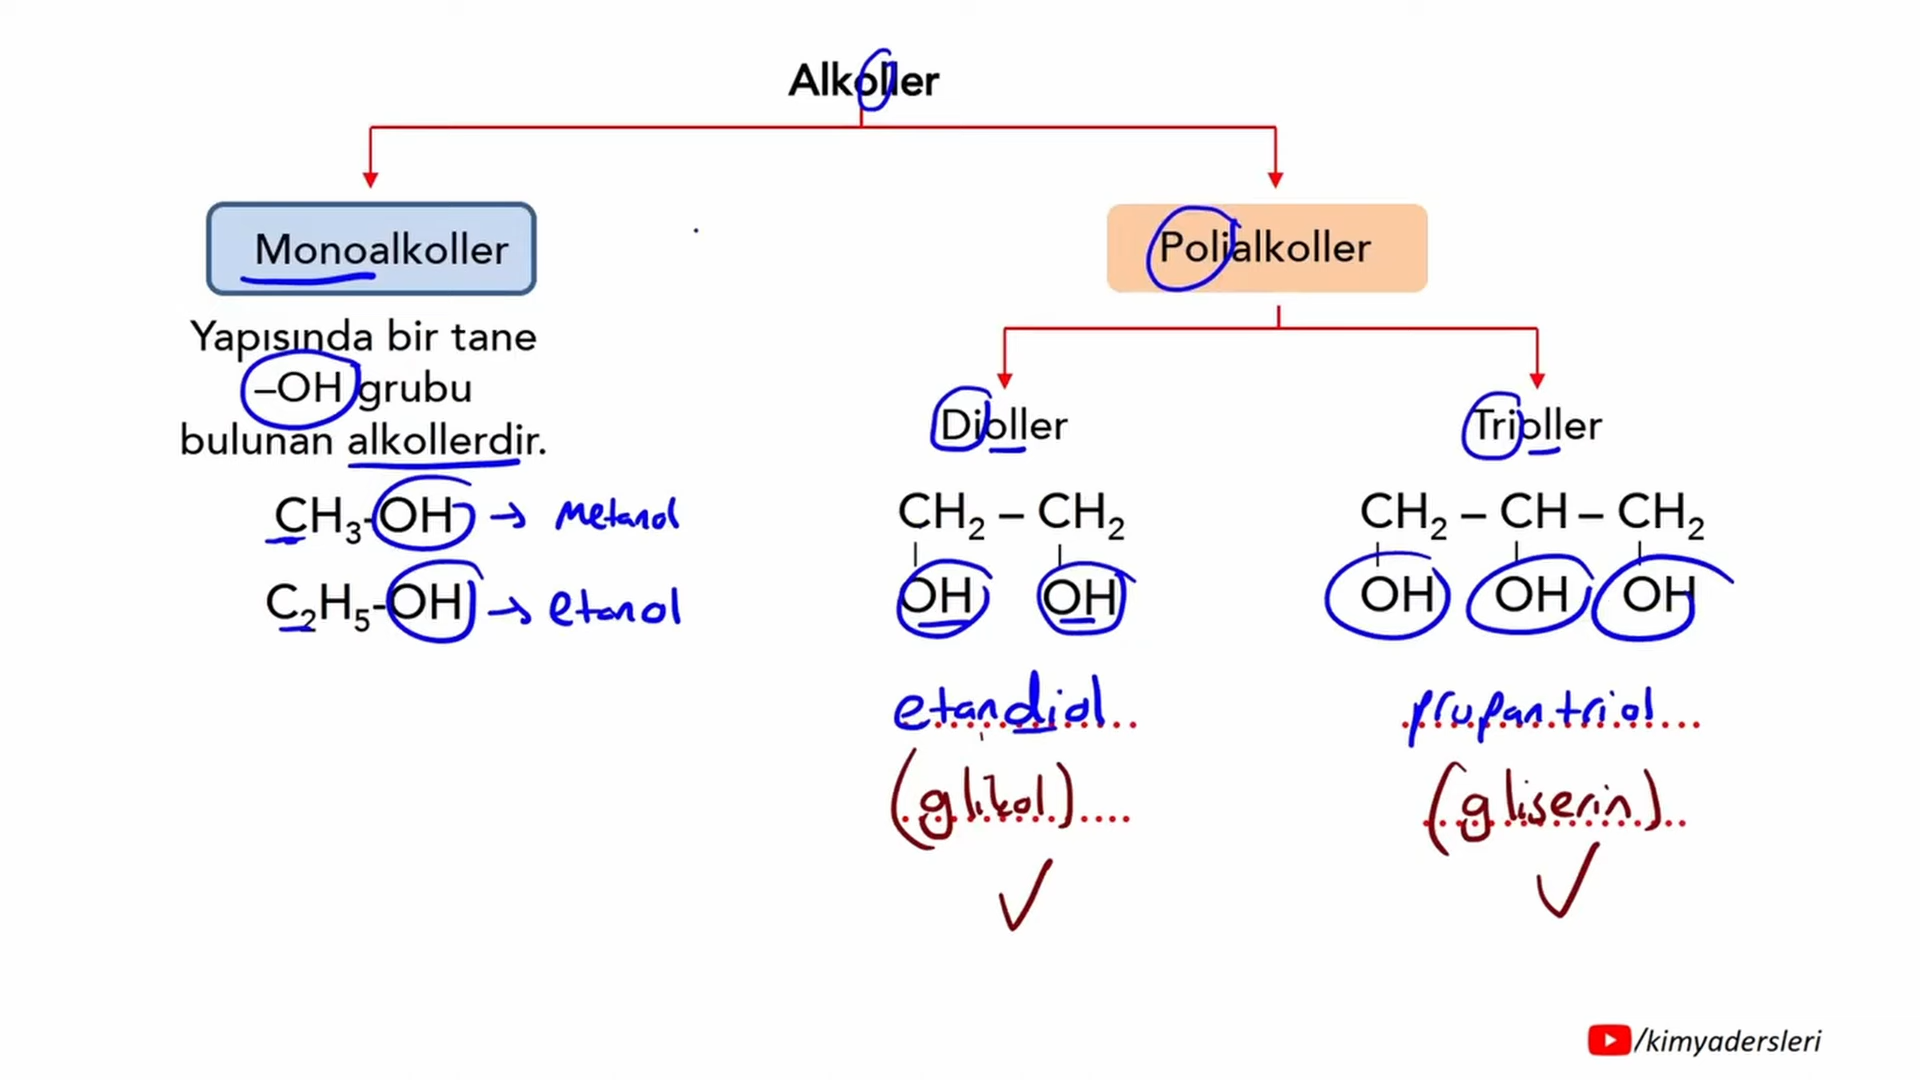 Alkoller
Monoalkoller
Yapısında bir tane
–OH grubu
bulunan alkollerdir.
CH₃-OH → Metanol
C₂H₅-OH → etanol
Polialkoller
Dioller
CH₂ – CH₂
OH OH
etandiol
(glikol)
Trioller
CH₂ – CH – CH₂
OH OH OH
propantriol
(gliserin)
/kimyadersleri